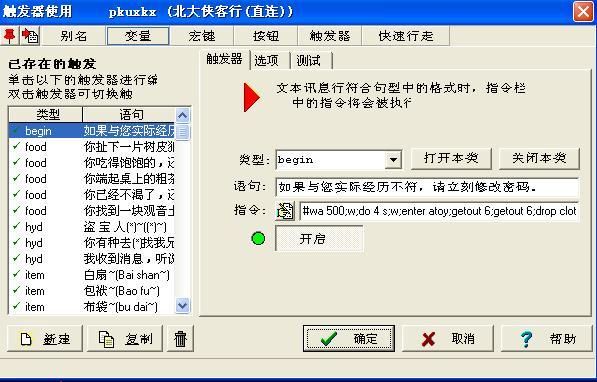 触发器使用 pkuxkx (北大侠客行(直连))
别名 变量 宏键 按钮 触发器 快速行走
已存在的触发
单击以下的触发器进行编
双击触发器可切换触
类型 语句
begin 如果与您实际经历
food 你扯下一片树皮狼
food 你吃得饱饱的，还
food 你端起桌上的粗茶
food 你已经不渴了，还
food 你找到一块观音土
hyd 盗 宝 人(*)~((*)~)
hyd 你有种去(*)找我兄
hyd 我收到消息，听说
item 白扇~(Bai shan~)
item 包袱~(Bao fu~)
item 布袋~(bu dai~)
新建 复制
触发器 选项 测试
文本讯息行符合句型中的格式时，指令栏
中的指令将会被执行
类型: begin 打开本类 关闭本类
语句: 如果与您实际经历不符，请立刻修改密码。
指令: #wa 500;w;do 4 s;w;enter atoy;getout 6;getout 6;drop clot
开启
确定 取消 ? 帮助